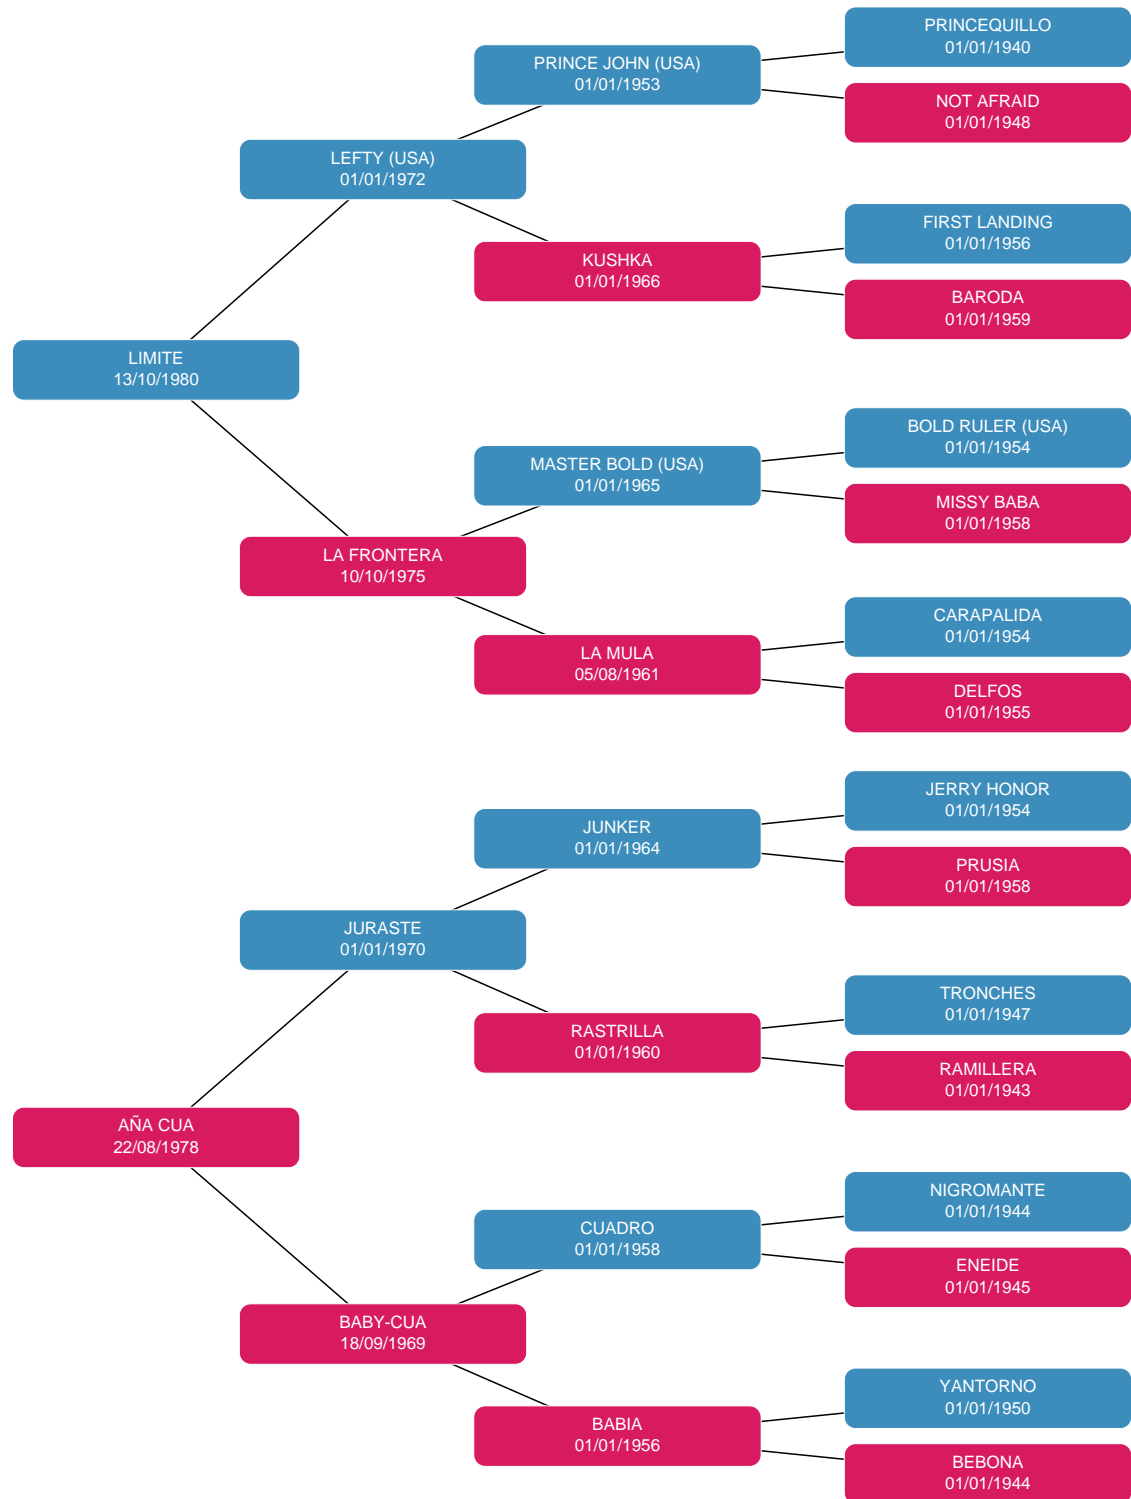 PRINCEQUILLO
01/01/1940
PRINCE JOHN (USA)
01/01/1953
NOT AFRAID
01/01/1948
LEFTY (USA)
01/01/1972
FIRST LANDING
01/01/1956
KUSHKA
01/01/1966
BARODA
01/01/1959
LIMITE
13/10/1980
BOLD RULER (USA)
01/01/1954
MASTER BOLD (USA)
01/01/1965
MISSY BABA
01/01/1958
LA FRONTERA
10/10/1975
CARAPALIDA
01/01/1954
LA MULA
05/08/1961
DELFOS
01/01/1955
JERRY HONOR
01/01/1954
JUNKER
01/01/1964
PRUSIA
01/01/1958
JURASTE
01/01/1970
TRONCHES
01/01/1947
RASTRILLA
01/01/1960
RAMILLERA
01/01/1943
AÑA CUA
22/08/1978
NIGROMANTE
01/01/1944
CUADRO
01/01/1958
ENEIDE
01/01/1945
BABY-CUA
18/09/1969
YANTORNO
01/01/1950
BABIA
01/01/1956
BEBONA
01/01/1944